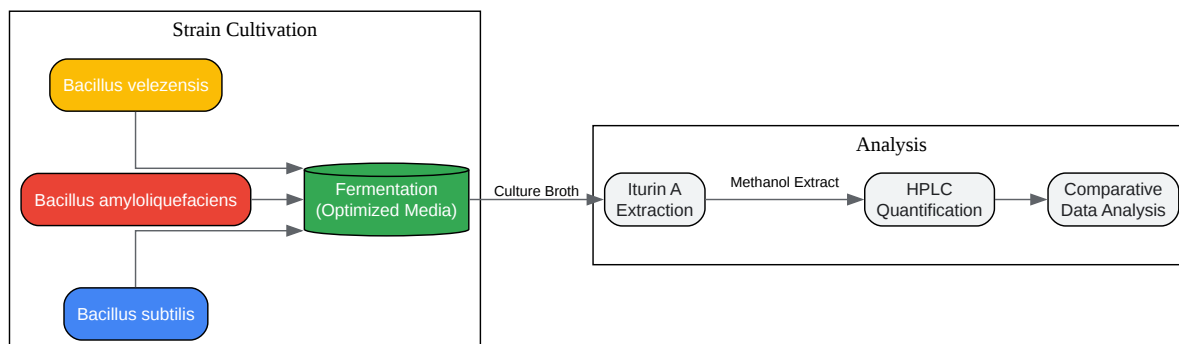 Strain Cultivation
Bacillus velezensis
Bacillus amyloliquefaciens
Bacillus subtilis
Fermentation
(Optimized Media)
Culture Broth
Analysis
Iturin A
Extraction
Methanol Extract
HPLC
Quantification
Comparative
Data Analysis